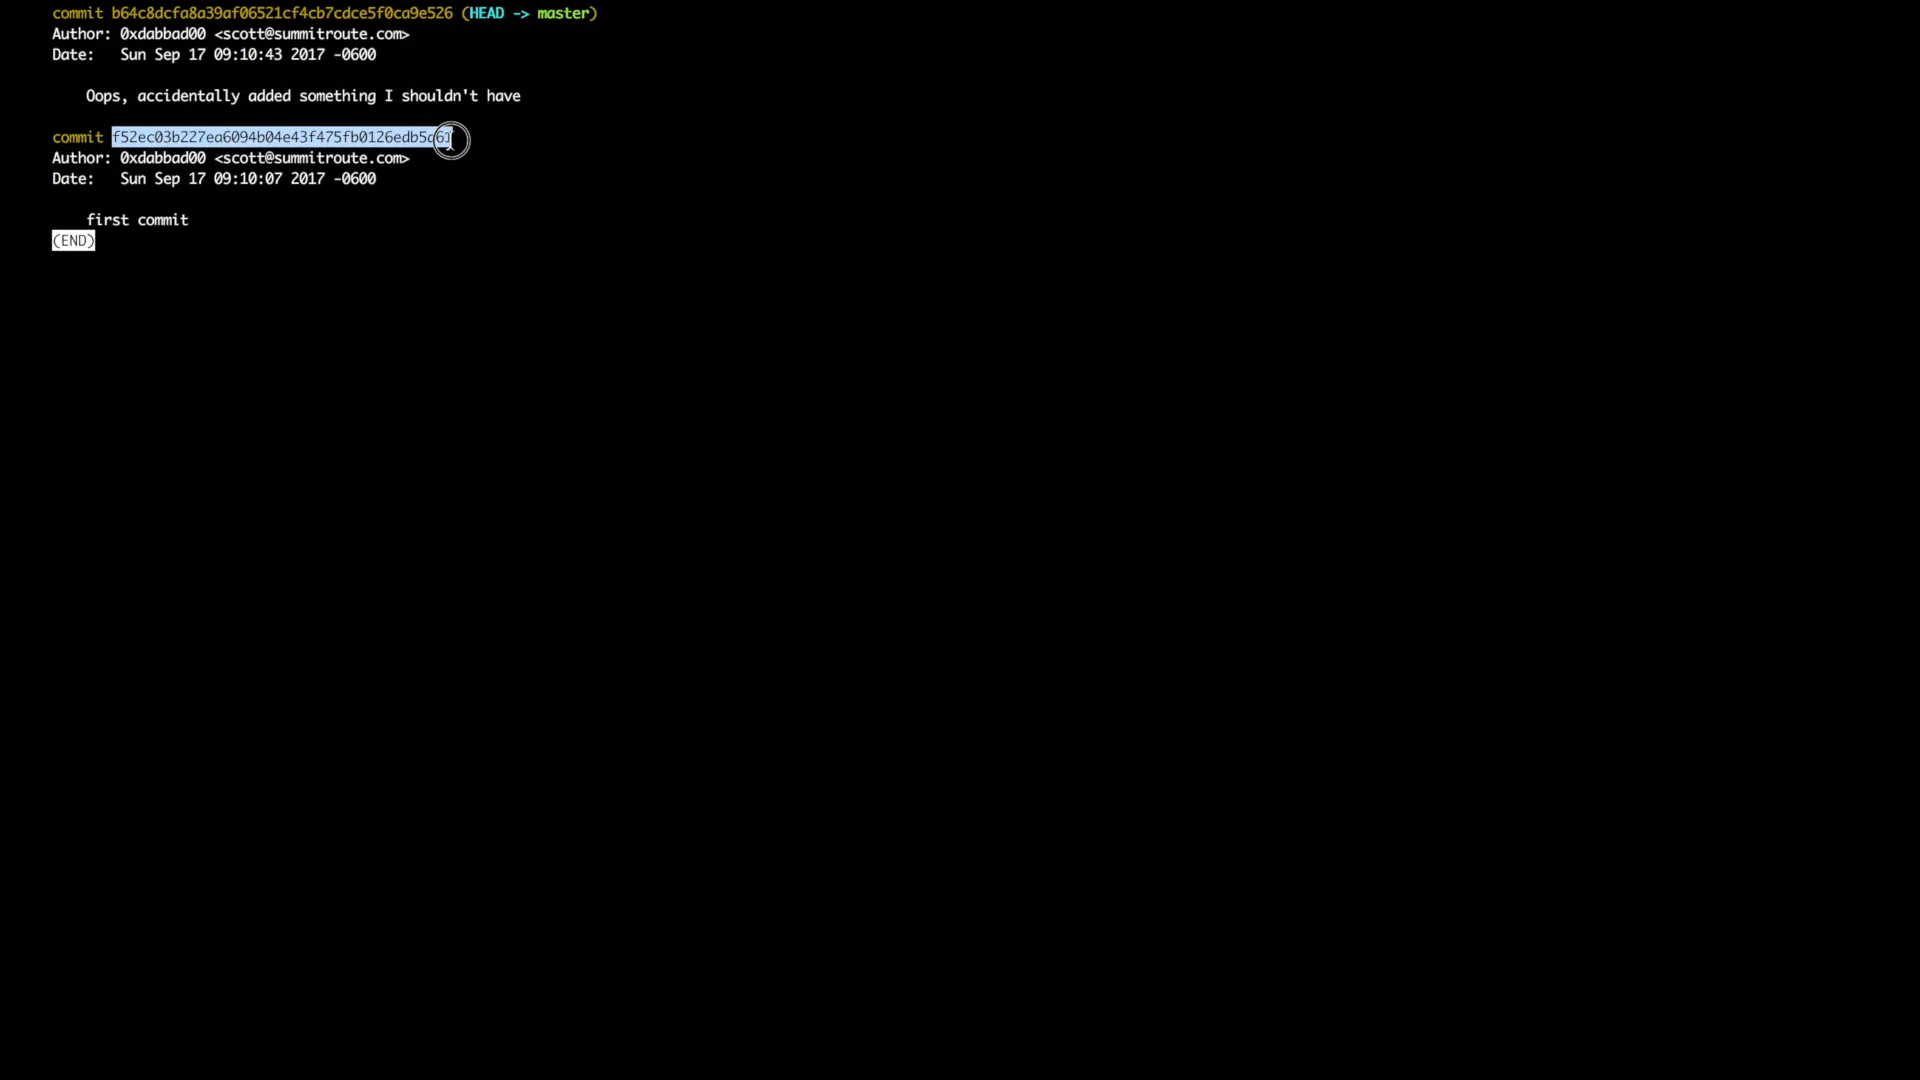 commit b64c8dcfa8a39af06521cf4cb7cdce5f0ca9e526 (HEAD -> master)
Author: 0xdabbad00 <scott@summitroute.com>
Date:   Sun Sep 17 09:10:43 2017 -0600
Oops, accidentally added something I shouldn't have
commit f52ec03b227ea6094b04e43f475fb0126edb5a61
Author: 0xdabbad00 <scott@summitroute.com>
Date:   Sun Sep 17 09:10:07 2017 -0600
first commit
(END)